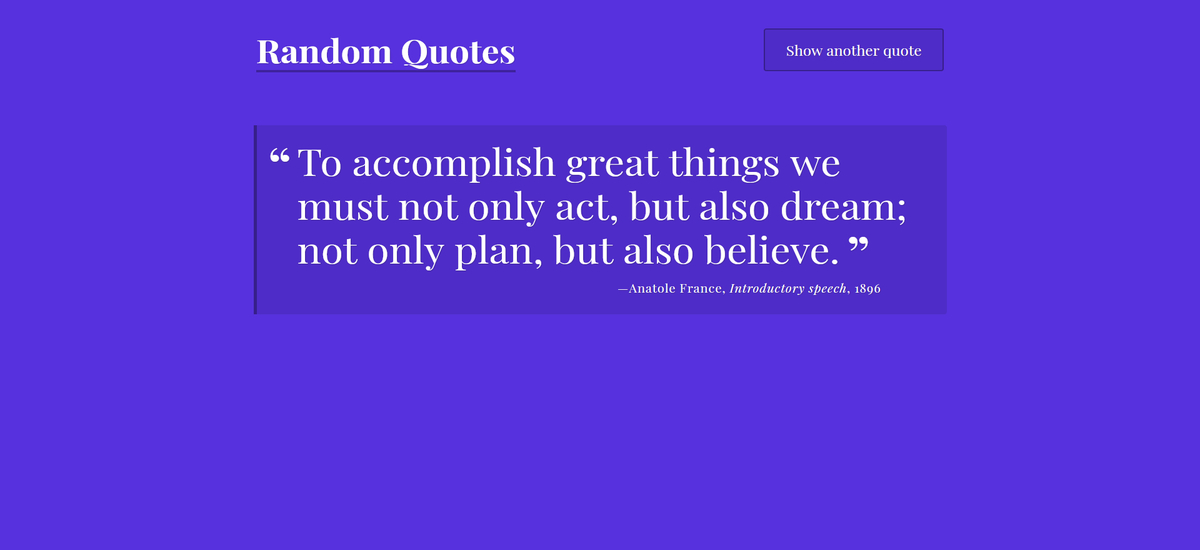 Random Quotes
Show another quote
“ To accomplish great things we
must not only act, but also dream;
not only plan, but also believe. ”
—Anatole France, Introductory speech, 1896